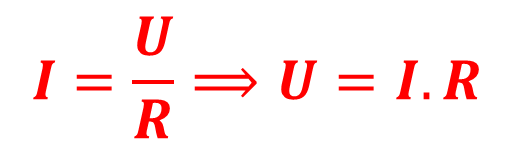 I = U/R ⟹ U = I.R